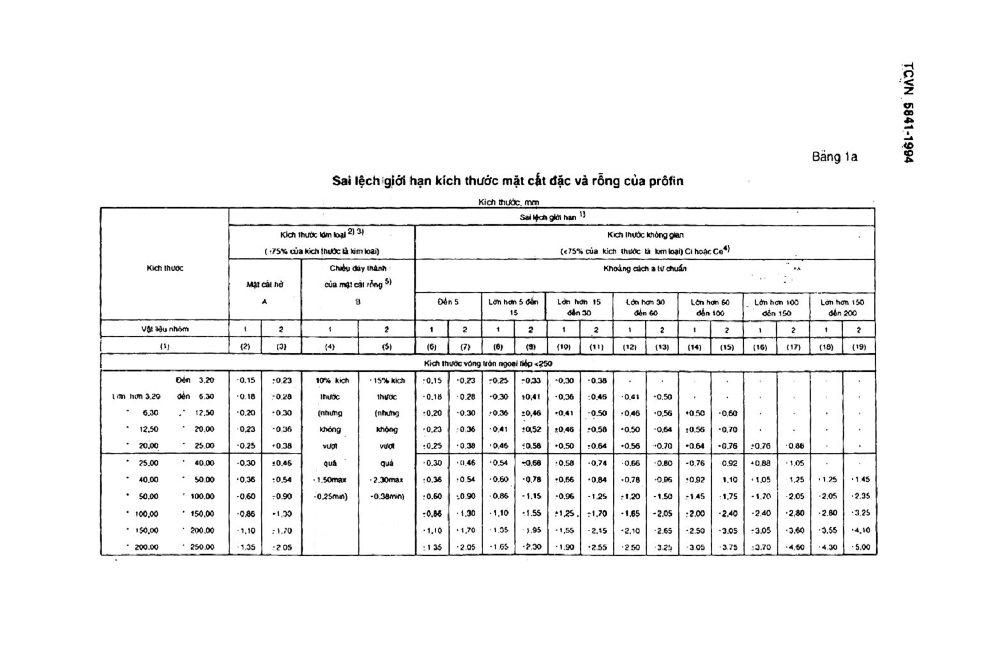 TCVN 5841-1994
Bảng 1a
Sai lệch giới hạn kích thước mặt cắt đặc và rỗng của prôfin
Kích thước, mm
Sai lệch giới hạn 1)
Kích thước kim loại 2) 3)
(·75% của kích thước là kim loại)
Kích thước không gian
(<75% của kích thước là kim loại) Ci hoặc Ce4)
Kích thước
Mặt cắt hở
A
Chiều dày thành
của mặt cắt rỗng 5)
B
Khoảng cách a từ chuẩn
Đến 5
Lớn hơn 5 đến
15
Lớn hơn 15
đến 30
Lớn hơn 30
đến 60
Lớn hơn 60
đến 100
Lớn hơn 100
đến 150
Lớn hơn 150
đến 200
Vật liệu nhóm 1 2 1 2 1 2 1 2 1 2 1 2 1 2 1 2 1 2
(1) (2) (3) (4) (5) (6) (7) (8) (9) (10) (11) (12) (13) (14) (15) (16) (17) (18) (19)
Kích thước vòng tròn ngoại tiếp <250
Đến 3,20 ·0,15 ±0,23 10% kích ·15% kích ±0,15 ·0,23 ±0,25 ±0,33 ·0,30 ·0,38 · · · · · · · ·
Lớn hơn 3,20 đến 6,30 ·0,18 ±0,28 thước thước ·0,18 ·0,28 ·0,30 ±0,41 ·0,36 ±0,46 ·0,41 ·0,50 · · · · · ·
" 6,30 " 12,50 ·0,20 ·0,30 (nhưng (nhưng ±0,20 ·0,30 ±0,36 ±0,46 ·0,41 ·0,50 ±0,46 ·0,56 ·0,50 ·0,60 · · · ·
" 12,50 " 20,00 ·0,23 ·0,36 không không ·0,23 ·0,36 ·0,41 ±0,52 ±0,46 ±0,58 ·0,50 ·0,64 ±0,56 ·0,70 · · · ·
" 20,00 " 25,00 ·0,25 ·0,38 vượt vượt ±0,25 ·0,38 ·0,46 ±0,58 ·0,50 ±0,64 ·0,56 ·0,70 ·0,64 ·0,76 ±0,76 ·0,88 · ·
" 25,00 " 40,00 ·0,30 ±0,46 quá quá ·0,30 ·0,46 ·0,54 ·0,68 ±0,58 ·0,74 ·0,66 ·0,80 ·0,76 0,92 ·0,88 ·1,05 · ·
" 40,00 " 50,00 ·0,36 ±0,54 ·1.50max ·2.30max ±0,36 ·0,54 ·0,60 ·0,78 ·0,66 ·0,84 ·0,78 ·0,96 ·0,92 1,10 ·1,05 1,25 ·1,25 ·1,45
" 50,00 " 100,00 ·0,60 ±0,90 ·0,25min) ·0,38min) ±0,60 ±0,90 ·0,86 ·1,15 ·0,96 ·1,25 ±1,20 ·1,50 ·1,45 ·1,75 ·1,70 ·2,05 ·2,05 ·2,35
" 100,00 " 150,00 ·0,86 ·1,30 ±0,86 ·1,30 ·1,10 ±1,55 ±1,25 ±1,70 ·1,65 ·2,05 ±2,00 ·2,40 ·2,40 ·2,80 ·2,80 ·3,25
" 150,00 " 200,00 ·1,10 ±1,70 ·1,10 ·1,70 ·1,35 ·1,95 ·1,55 ·2,15 ·2,10 ·2,65 ·2,50 ·3,05 ±3,05 ·3,60 ·3,55 ·4,10
" 200,00 " 250,00 ·1,35 ±2 05 ±1 35 ·2,05 ·1,65 ·2,30 ·1,90 ·2,55 ·2 50 ·3,25 ·3 05 ·3,75 ±3,70 ·4,60 ·4,30 ·5,00